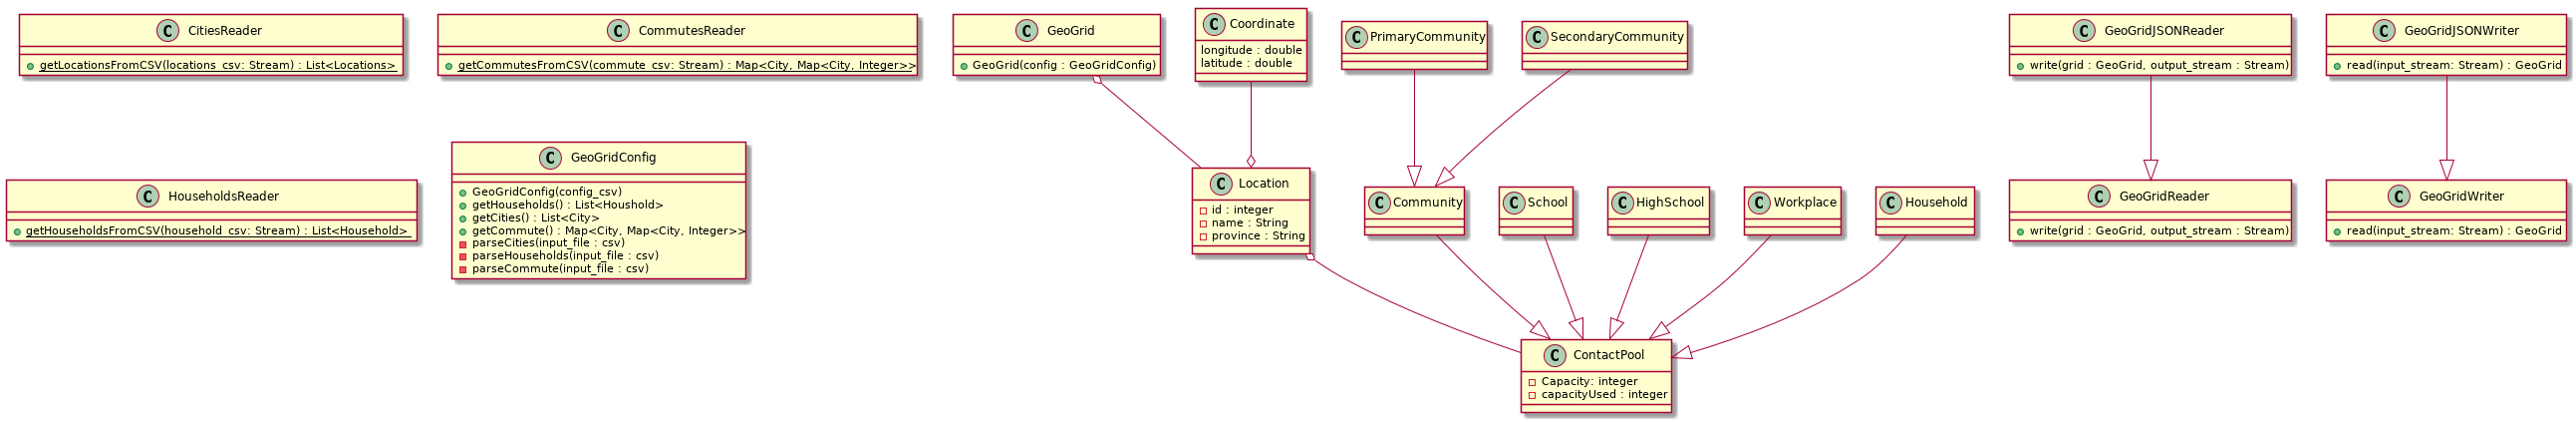 C CitiesReader
getLocationsFromCSV(locations_csv: Stream) : List<Locations>
C CommutesReader
getCommutesFromCSV(commute_csv: Stream) : Map<City, Map<City, Integer>>
C GeoGrid
GeoGrid(config : GeoGridConfig)
C Coordinate
longitude : double
latitude : double
C PrimaryCommunity
C SecondaryCommunity
C GeoGridJSONReader
write(grid : GeoGrid, output_stream : Stream)
C GeoGridJSONWriter
read(input_stream: Stream) : GeoGrid
C HouseholdsReader
getHouseholdsFromCSV(household_csv: Stream) : List<Household>
C GeoGridConfig
GeoGridConfig(config_csv)
getHouseholds() : List<Houshold>
getCities() : List<City>
getCommute() : Map<City, Map<City, Integer>>
parseCities(input_file : csv)
parseHouseholds(input_file : csv)
parseCommute(input_file : csv)
C Location
id : integer
name : String
province : String
C Community
C School
C HighSchool
C Workplace
C Household
C GeoGridReader
write(grid : GeoGrid, output_stream : Stream)
C GeoGridWriter
read(input_stream: Stream) : GeoGrid
C ContactPool
Capacity: integer
capacityUsed : integer